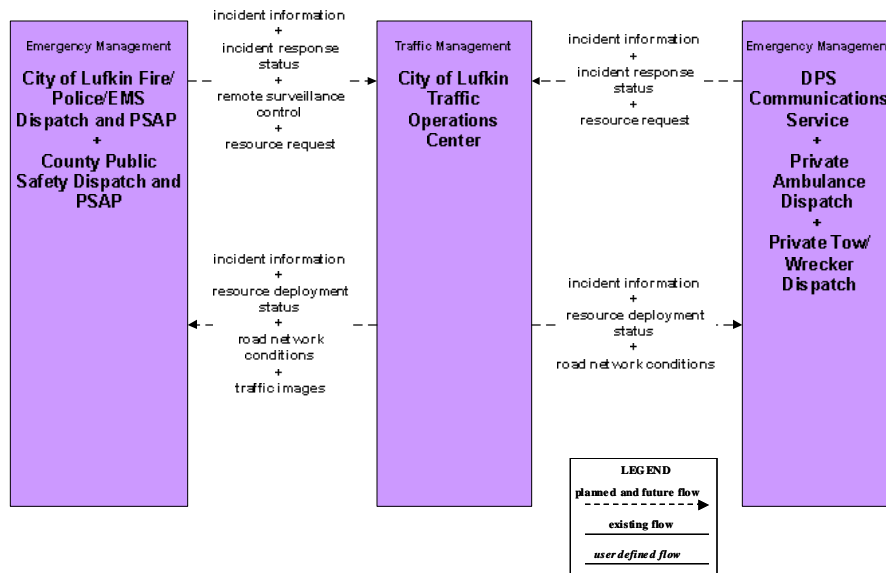 Emergency Management
City of Lufkin Fire/
Police/EMS
Dispatch and PSAP
+
County Public
Safety Dispatch and
PSAP
incident information
+
incident response
status
+
remote surveillance
control
+
resource request
incident information
+
resource deployment
status
+
road network
conditions
+
traffic images
Traffic Management
City of Lufkin
Traffic
Operations
Center
incident information
+
incident response
status
+
resource request
incident information
+
resource deployment
status
+
road network conditions
Emergency Management
DPS
Communications
Service
+
Private
Ambulance
Dispatch
+
Private Tow/
Wrecker
Dispatch
LEGEND
planned and future flow
existing flow
user defined flow